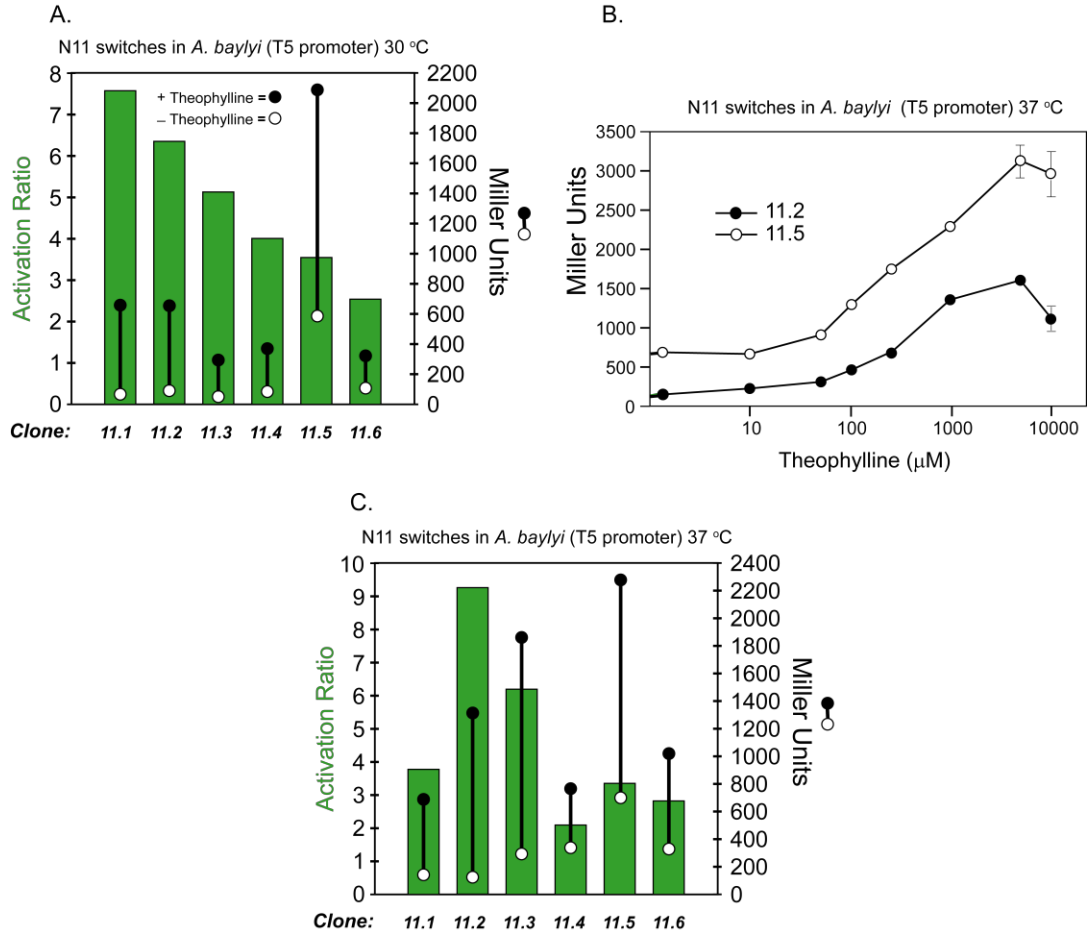 A.
N11 switches in A. baylyi (T5 promoter) 30 ºC
8
7
6
5
4
3
2
1
0
Activation Ratio
+ Theophylline =
– Theophylline =
2200
2000
1800
1600
1400
1200
1000
800
600
400
200
0
Miller
Units
Clone: 11.1 11.2 11.3 11.4 11.5 11.6
B.
N11 switches in A. baylyi (T5 promoter) 37 ºC
Miller Units
3500
3000
2500
2000
1500
1000
500
0
11.2
11.5
10 100 1000 10000
Theophylline (μM)
C.
N11 switches in A. baylyi (T5 promoter) 37 ºC
10
9
8
7
6
5
4
3
2
1
0
Activation Ratio
2400
2200
2000
1800
1600
1400
1200
1000
800
600
400
200
0
Miller
Units
Clone: 11.1 11.2 11.3 11.4 11.5 11.6